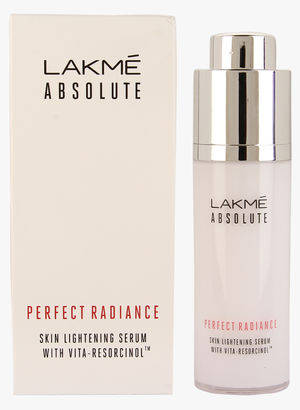 LAKMÉ
ABSOLUTE
PERFECT RADIANCE
SKIN LIGHTENING SERUM
WITH VITA-RESORCINOL™
LAKMÉ
ABSOLUTE
PERFECT RADIANCE
SKIN LIGHTENING SERUM
WITH VITA-RESORCINOL™